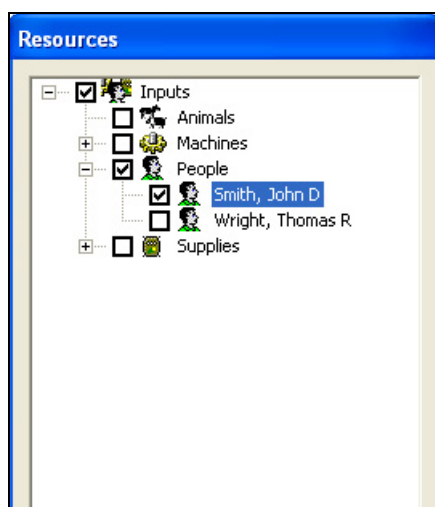 Resources
Inputs
Animals
Machines
People
Smith, John D
Wright, Thomas R
Supplies